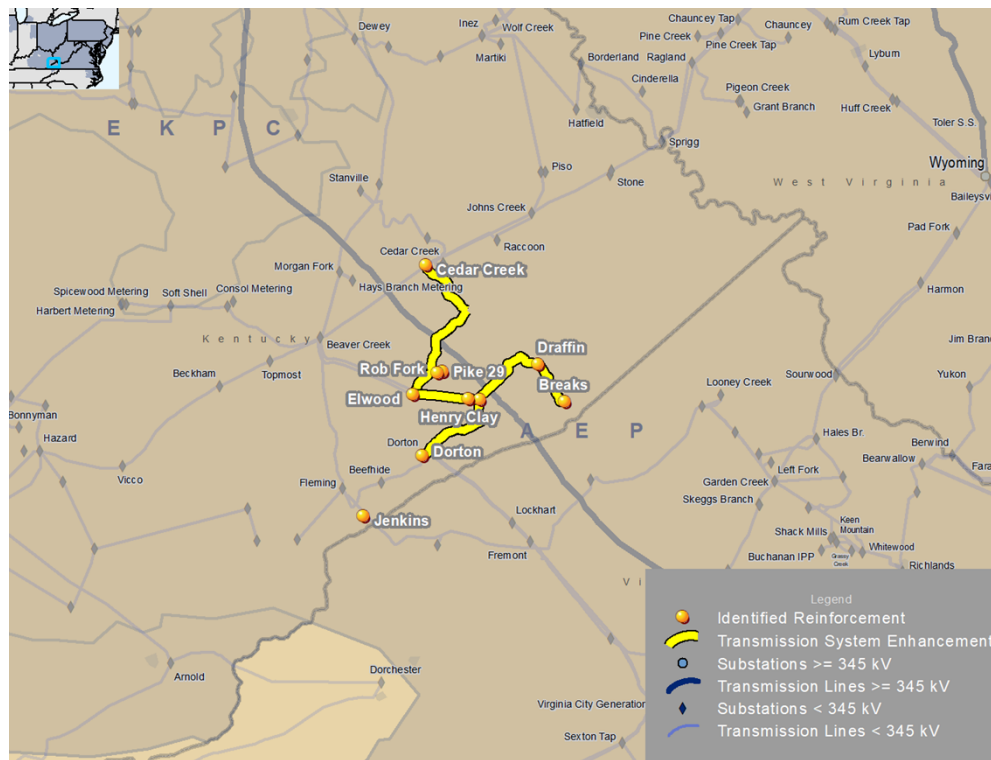 Dewey
Inez
Wolf Creek
Martiki
Chauncey Tap
Chauncey
Rum Creek Tap
Pine Creek
Pine Creek Tap
Borderland
Ragland
Lyburn
Cinderella
Pigeon Creek
Grant Branch
Huff Creek
E K P C
Hatfield
Toler S.S.
Sprigg
Wyoming
Piso
Stone
West Virginia
Stanville
Johns Creek
Pad Fork
Cedar Creek
Raccoon
Morgan Fork
Cedar Creek
Hays Branch Metering
Spicewood Metering
Soft Shell
Consol Metering
Harmon
Harbert Metering
Kentucky
Beaver Creek
Draffin
Rob Fork
Pike 29
Topmost
Beckham
Sourwood
Breaks
Looney Creek
Yukon
Elwood
Henry Clay
Bonnyman
A E P
Hazard
Dorton
Dorton
Hales Br.
Berwind
Bearwallow
Beefhide
Left Fork
Vicco
Fleming
Garden Creek
Skeggs Branch
Jenkins
Lockhart
Keen
Mountain
Shack Mills
Whitewood
Fremont
Buchanan IPP
Grassy
Creek
Richlands
Legend
Identified Reinforcement
Transmission System Enhancement
Substations >= 345 kV
Transmission Lines >= 345 kV
Substations < 345 kV
Transmission Lines < 345 kV
Arnold
Dorchester
Virginia City Generation
Sexton Tap